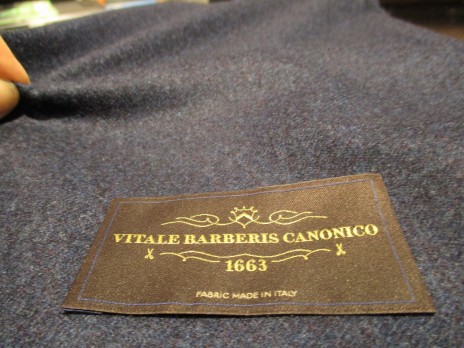 VITALE BARBERIS CANONICO
1663
FABRIC MADE IN ITALY